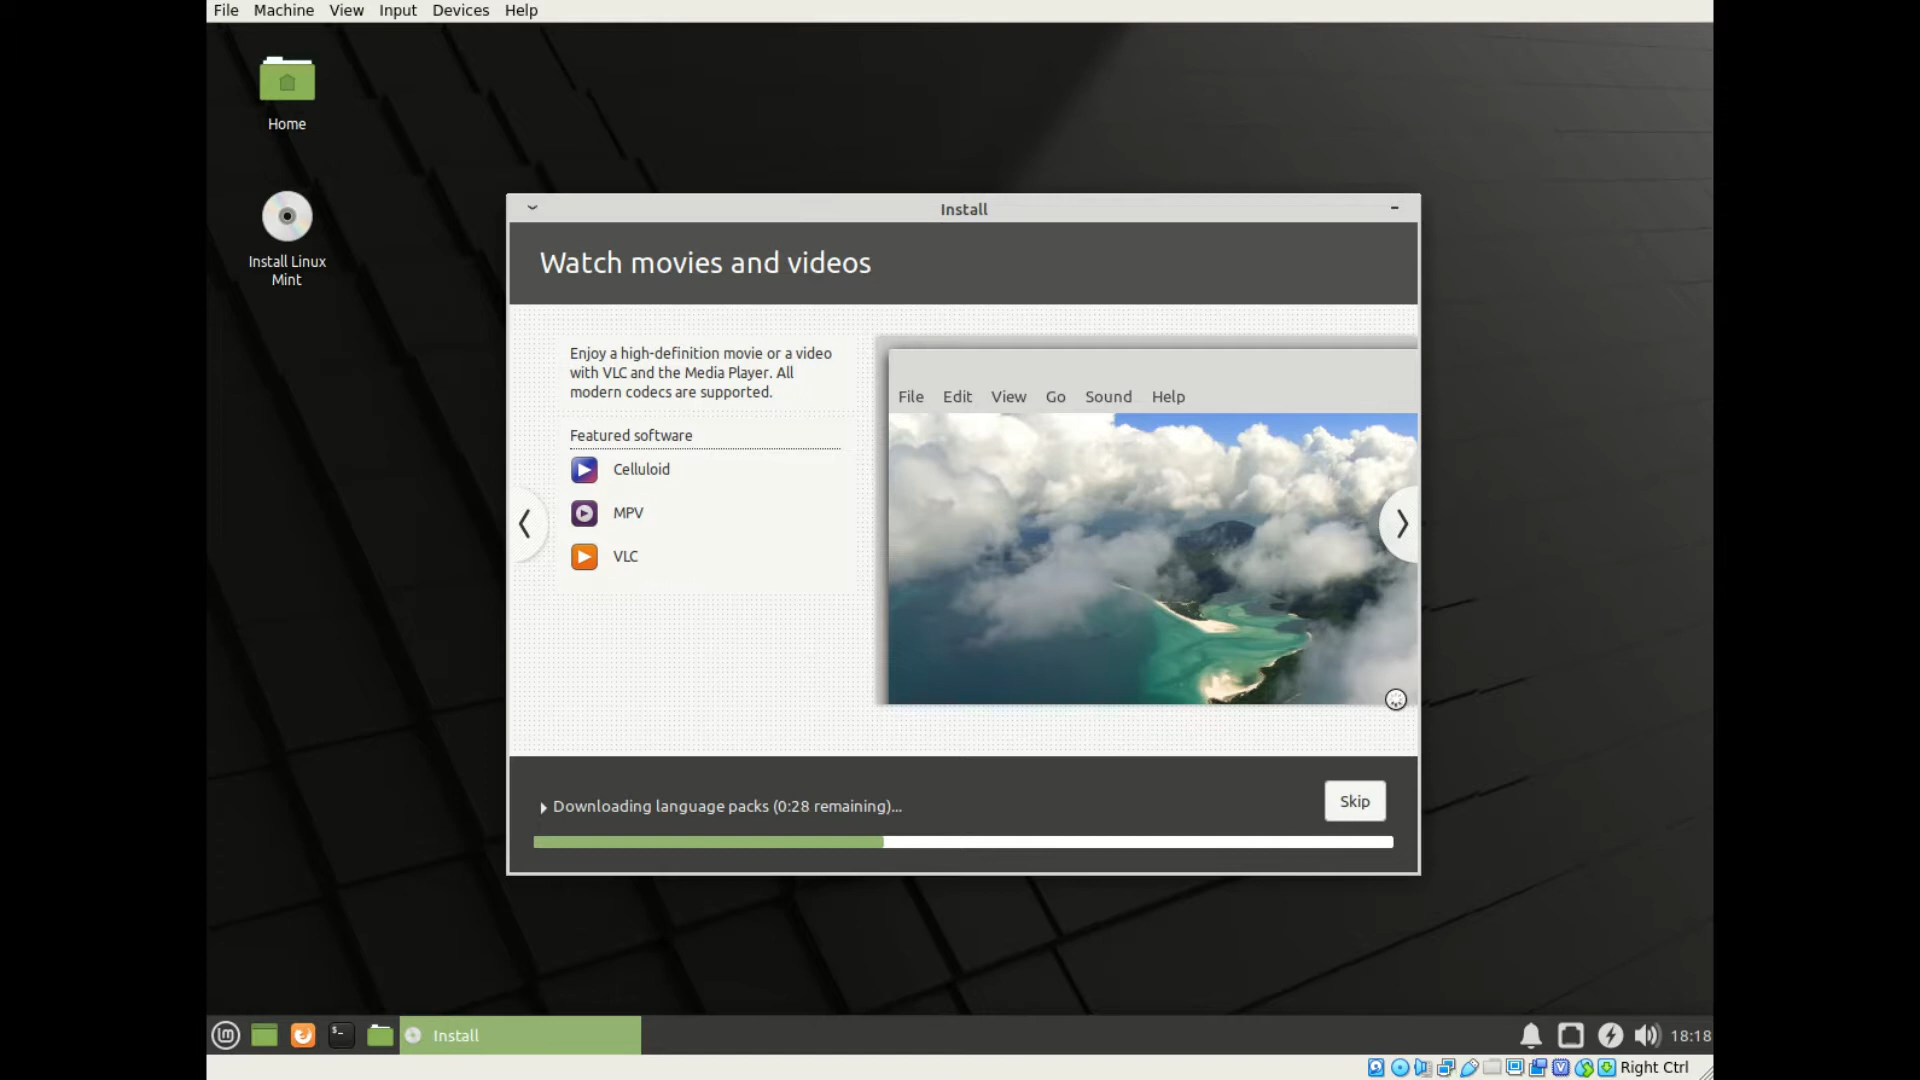 File Machine View Input Devices Help
Home
Install Linux
Mint
Install
Watch movies and videos
Enjoy a high-definition movie or a video
with VLC and the Media Player. All
modern codecs are supported.
Featured software
Celluloid
MPV
VLC
File Edit View Go Sound Help
Downloading language packs (0:28 remaining)...
Skip
Install
18:18
Right Ctrl